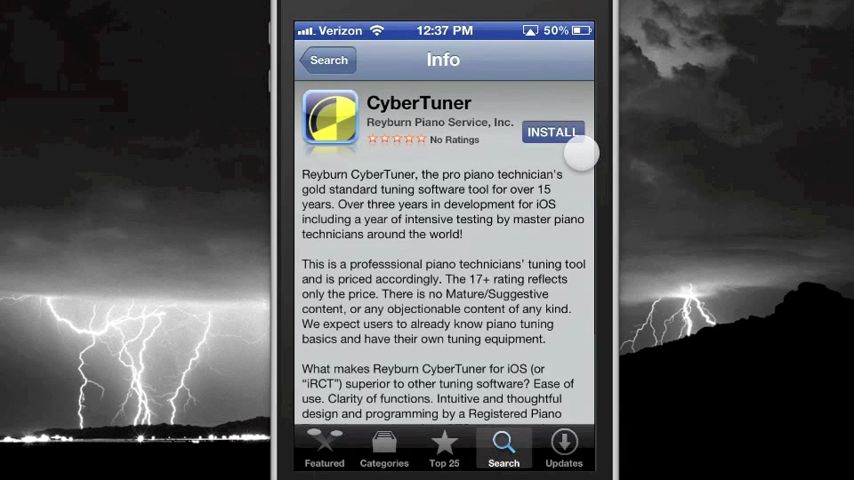 Verizon 12:37 PM 50%
Search Info
CyberTuner
Reyburn Piano Service, Inc.
No Ratings
INSTALL
Reyburn CyberTuner, the pro piano technician's
gold standard tuning software tool for over 15
years. Over three years in development for iOS
including a year of intensive testing by master piano
technicians around the world!
This is a professsional piano technicians' tuning tool
and is priced accordingly. The 17+ rating reflects
only the price. There is no Mature/Suggestive
content, or any objectionable content of any kind.
We expect users to already know piano tuning
basics and have their own tuning equipment.
What makes Reyburn CyberTuner for iOS (or
“iRCT”) superior to other tuning software? Ease of
use. Clarity of functions. Intuitive and thoughtful
design and programming by a Registered Piano
Featured Categories Top 25 Search Updates